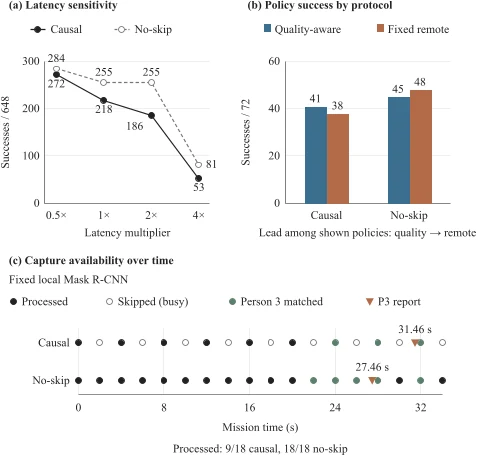 (a) Latency sensitivity
Causal
No-skip
300
200
100
0
Successes / 648
284
272
255
218
255
186
81
53
0.5×
1×
2×
4×
Latency multiplier
(b) Policy success by protocol
Quality-aware
Fixed remote
60
40
20
0
Successes / 72
41
38
45
48
Causal
No-skip
Lead among shown policies: quality → remote
(c) Capture availability over time
Fixed local Mask R-CNN
Processed
Skipped (busy)
Person 3 matched
P3 report
31.46 s
Causal
27.46 s
No-skip
0
8
16
24
32
Mission time (s)
Processed: 9/18 causal, 18/18 no-skip